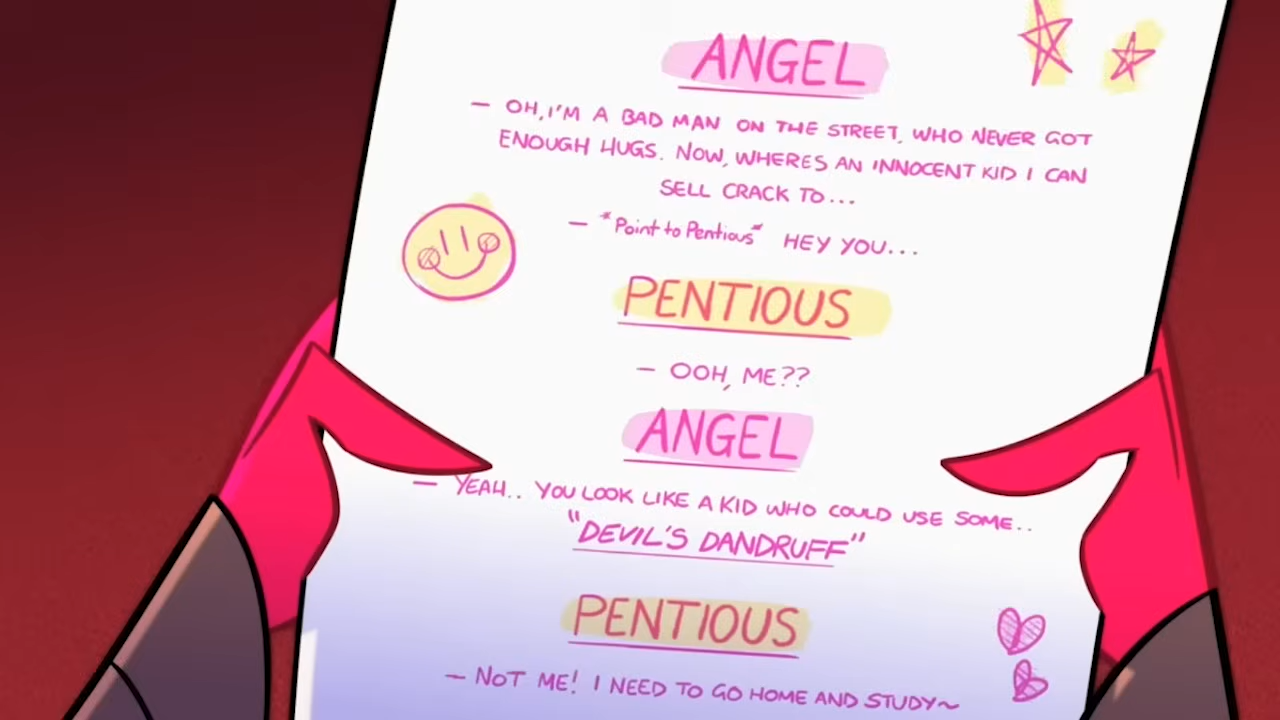 ANGEL
— OH, I'M A BAD MAN ON THE STREET, WHO NEVER GOT
ENOUGH HUGS. NOW, WHERES AN INNOCENT KID I CAN
SELL CRACK TO...
— *Point to Pentious* HEY YOU...
PENTIOUS
— OOH, ME??
ANGEL
— YEAH.. YOU LOOK LIKE A KID WHO COULD USE SOME..
"DEVIL'S DANDRUFF"
PENTIOUS
— NOT ME! I NEED TO GO HOME AND STUDY~